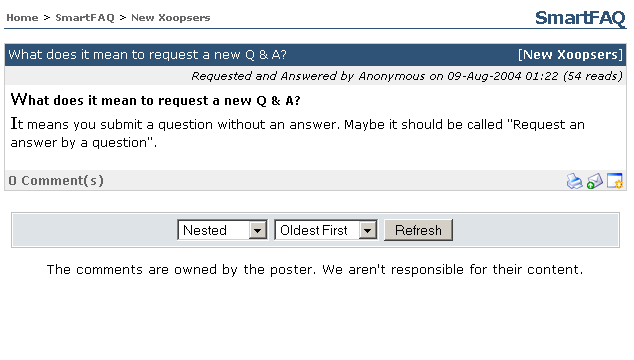 Home > SmartFAQ > New Xoopsers
SmartFAQ
What does it mean to request a new Q & A?
[New Xoopsers]
Requested and Answered by Anonymous on 09-Aug-2004 01:22 (54 reads)
What does it mean to request a new Q & A?
It means you submit a question without an answer. Maybe it should be called "Request an
answer by a question".
0 Comment(s)
Nested
Oldest First
Refresh
The comments are owned by the poster. We aren't responsible for their content.